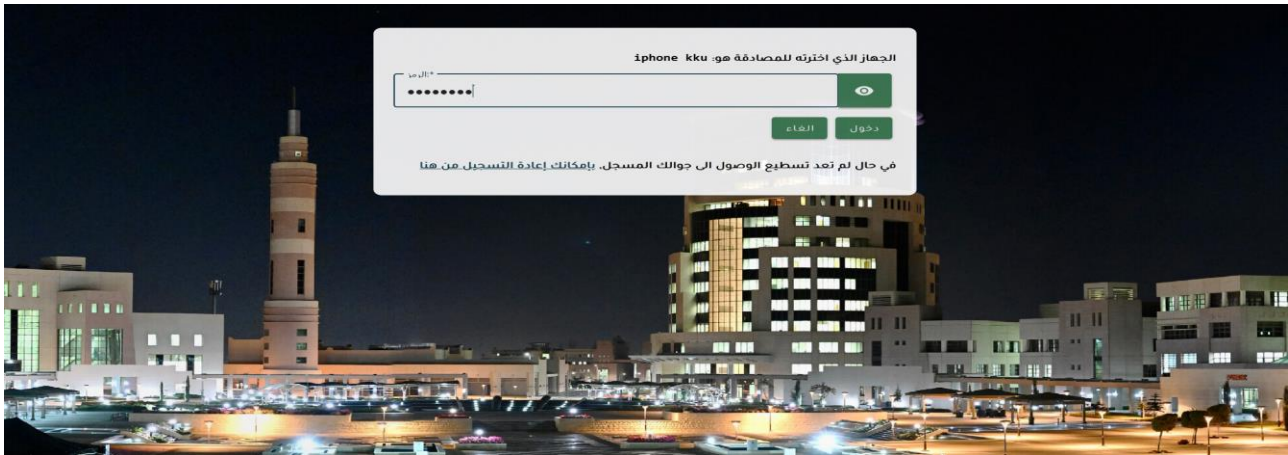 الجهاز الذي اخترته للمصادقة هو: iphone kku
الرمز:*
دخول
الغاء
في حال لم تعد تسطيع الوصول الى جوالك المسجل, بإمكانك إعادة التسجيل من هنا